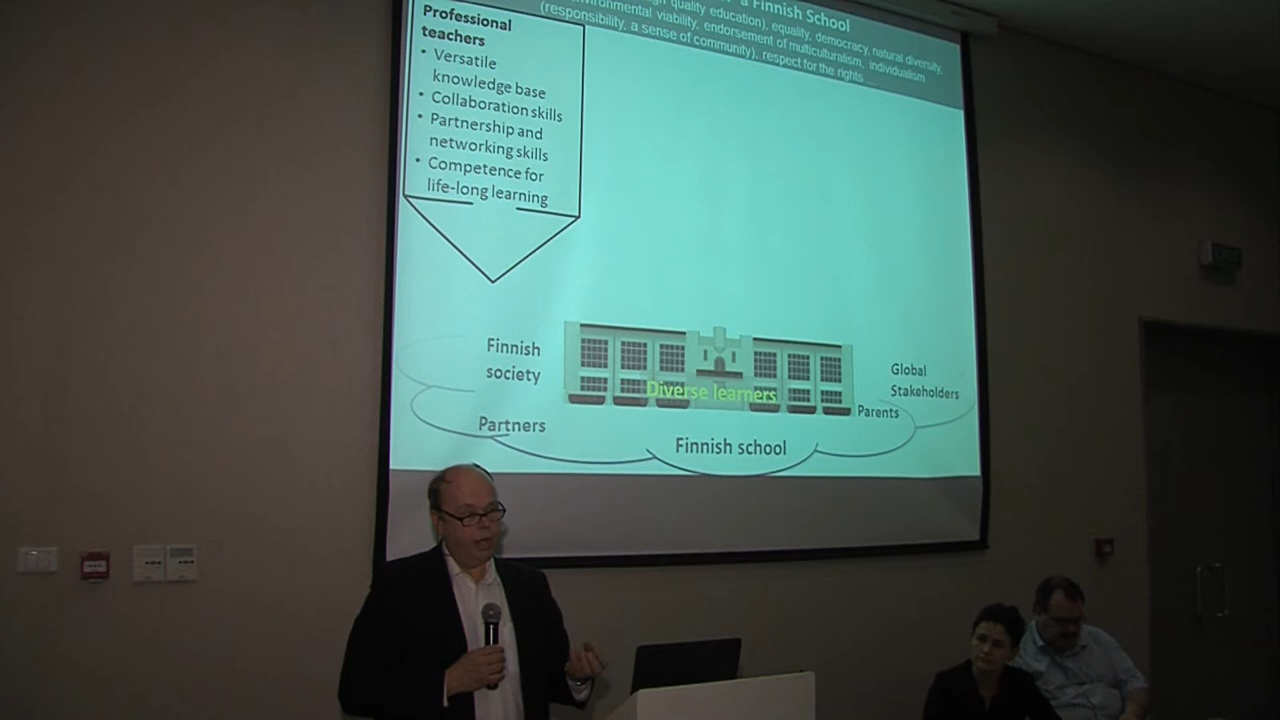 a Finnish School
quality education), equality, democracy, natural diversity,
viability, endorsement of multiculturalism, individualism
(responsibility, a sense of community), respect for the rights ...
Professional
teachers
• Versatile
knowledge base
• Collaboration skills
• Partnership and
networking skills
• Competence for
life-long learning
Finnish
society
Diverse learners
Global
Stakeholders
Parents
Partners
Finnish school